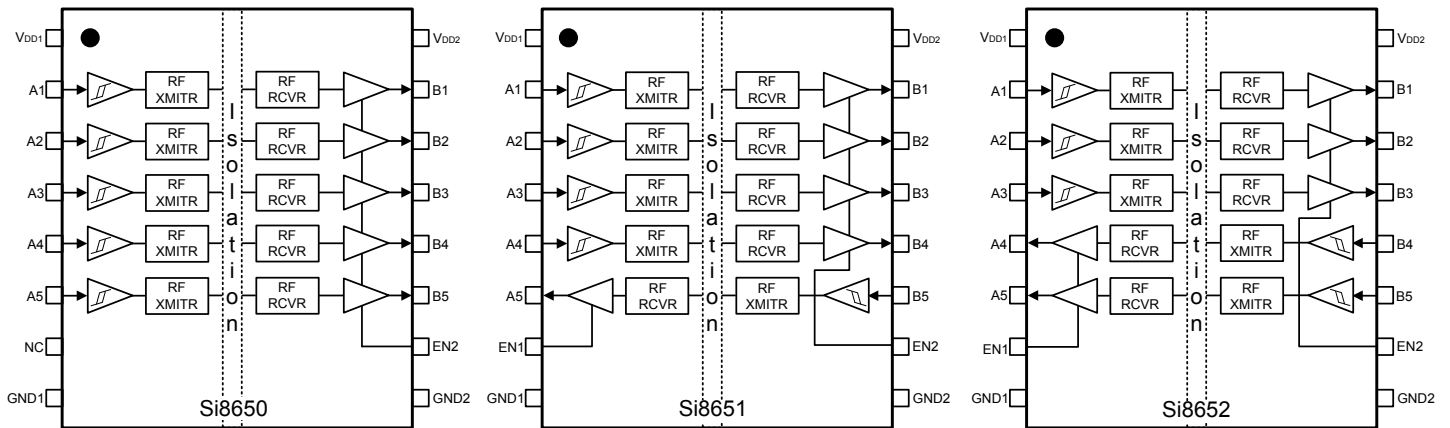 VDD1
VDD2
A1
RF XMITR
RF RCVR
B1
A2
RF XMITR
RF RCVR
B2
A3
RF XMITR
RF RCVR
B3
A4
RF XMITR
RF RCVR
B4
A5
RF XMITR
RF RCVR
B5
Isolation
NC
EN2
GND1
GND2
Si8650
VDD1
VDD2
A1
RF XMITR
RF RCVR
B1
A2
RF XMITR
RF RCVR
B2
A3
RF XMITR
RF RCVR
B3
A4
RF XMITR
RF RCVR
B4
A5
RF RCVR
RF XMITR
B5
Isolation
EN1
EN2
GND1
GND2
Si8651
VDD1
VDD2
A1
RF XMITR
RF RCVR
B1
A2
RF XMITR
RF RCVR
B2
A3
RF XMITR
RF RCVR
B3
A4
RF RCVR
RF XMITR
B4
A5
RF RCVR
RF XMITR
B5
Isolation
EN1
EN2
GND1
GND2
Si8652